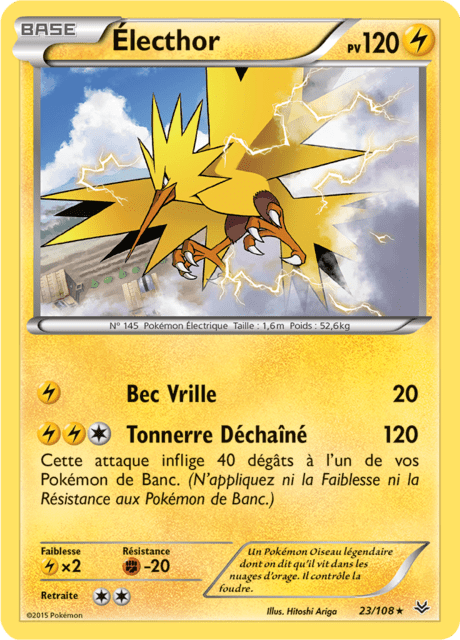 BASE
Électhor
PV120
Nº 145 Pokémon Électrique Taille : 1,6m Poids : 52,6kg
Bec Vrille 20
Tonnerre Déchaîné 120
Cette attaque inflige 40 dégâts à l'un de vos
Pokémon de Banc. (N'appliquez ni la Faiblesse ni la
Résistance aux Pokémon de Banc.)
Faiblesse Résistance
×2 -20
Retraite
Un Pokémon Oiseau légendaire
dont on dit qu'il vit dans les
nuages d'orage. Il contrôle la
foudre.
©2015 Pokémon Illus. Hitoshi Ariga 23/108 ★